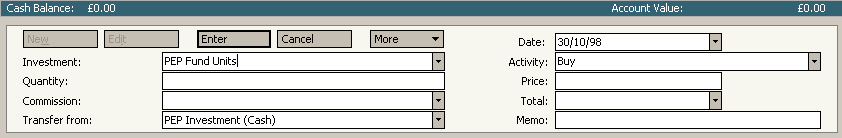 Cash Balance: £0.00 Account Value: £0.00
New Edit Enter Cancel More Date: 30/10/98
Investment: PEP Fund Units Activity: Buy
Quantity: Price:
Commission: Total:
Transfer from: PEP Investment (Cash) Memo: